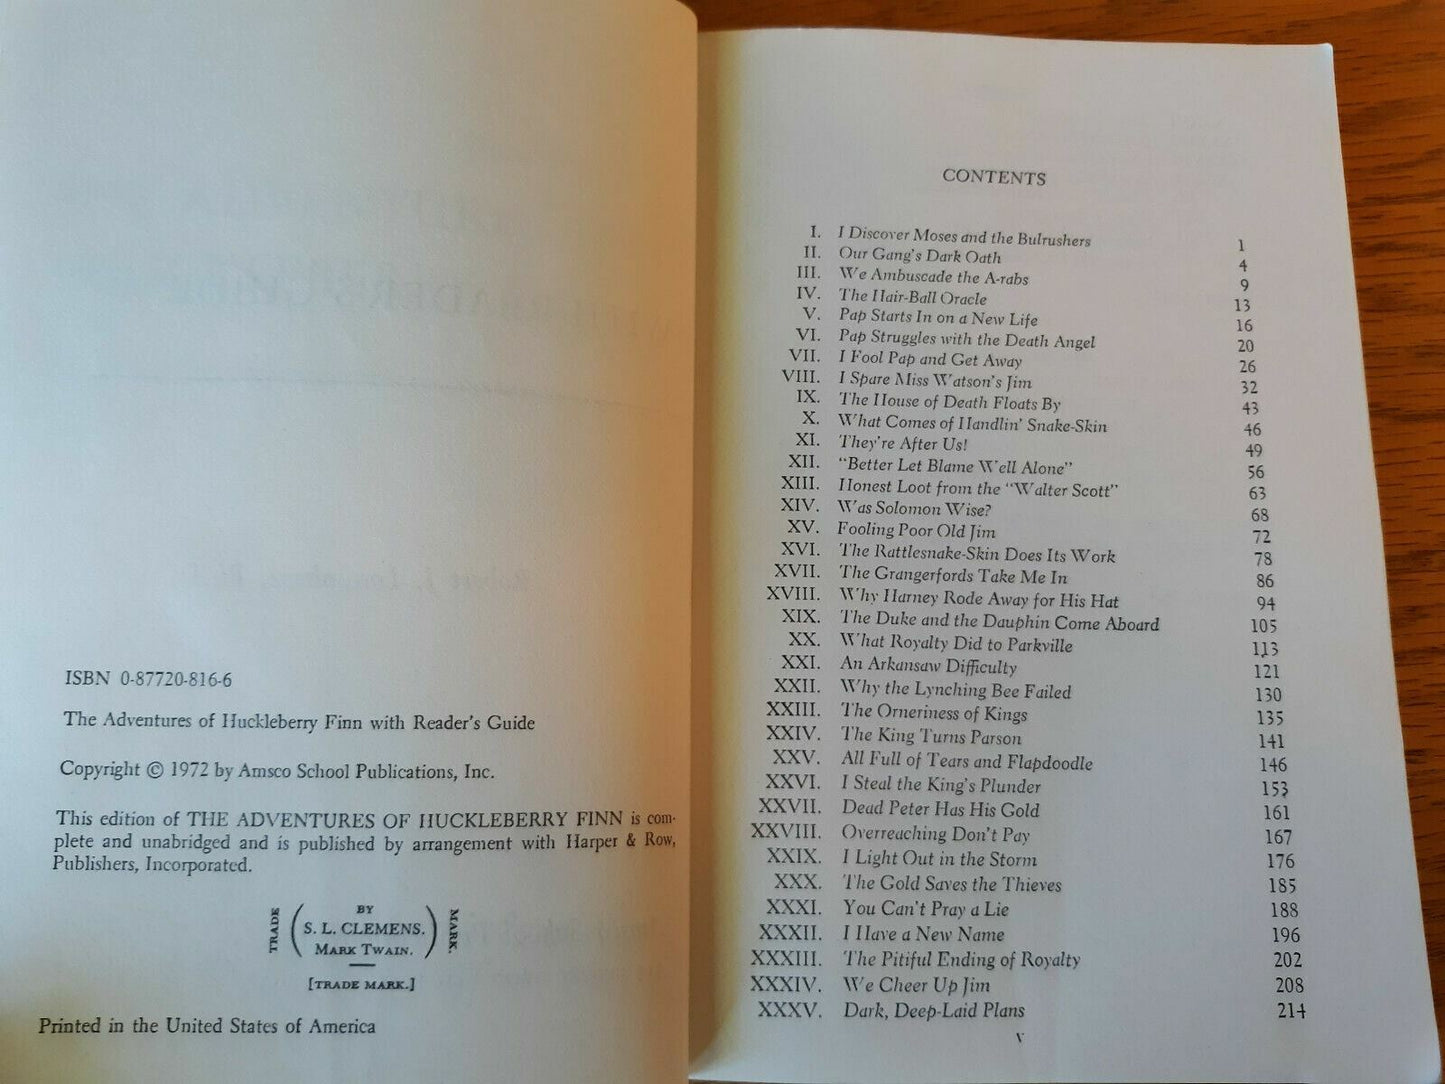 ISBN 0-87720-816-6
The Adventures of Huckleberry Finn with Reader's Guide
Copyright © 1972 by Amsco School Publications, Inc.
This edition of THE ADVENTURES OF HUCKLEBERRY FINN is com-
plete and unabridged and is published by arrangement with Harper & Row,
Publishers, Incorporated.
TRADE
BY
S. L. CLEMENS.
MARK TWAIN.
MARK.
[TRADE MARK.]
Printed in the United States of America
CONTENTS
I. I Discover Moses and the Bulrushers 1
II. Our Gang's Dark Oath 4
III. We Ambuscade the A-rabs 9
IV. The Hair-Ball Oracle 13
V. Pap Starts In on a New Life 16
VI. Pap Struggles with the Death Angel 20
VII. I Fool Pap and Get Away 26
VIII. I Spare Miss Watson's Jim 32
IX. The House of Death Floats By 43
X. What Comes of Handlin' Snake-Skin 46
XI. They're After Us! 49
XII. "Better Let Blame Well Alone" 56
XIII. Honest Loot from the "Walter Scott" 63
XIV. Was Solomon Wise? 68
XV. Fooling Poor Old Jim 72
XVI. The Rattlesnake-Skin Does Its Work 78
XVII. The Grangerfords Take Me In 86
XVIII. Why Harney Rode Away for His Hat 94
XIX. The Duke and the Dauphin Come Aboard 105
XX. What Royalty Did to Parkville 113
XXI. An Arkansaw Difficulty 121
XXII. Why the Lynching Bee Failed 130
XXIII. The Orneriness of Kings 135
XXIV. The King Turns Parson 141
XXV. All Full of Tears and Flapdoodle 146
XXVI. I Steal the King's Plunder 153
XXVII. Dead Peter Has His Gold 161
XXVIII. Overreaching Don't Pay 167
XXIX. I Light Out in the Storm 176
XXX. The Gold Saves the Thieves 185
XXXI. You Can't Pray a Lie 188
XXXII. I Have a New Name 196
XXXIII. The Pitiful Ending of Royalty 202
XXXIV. We Cheer Up Jim 208
XXXV. Dark, Deep-Laid Plans 214
v